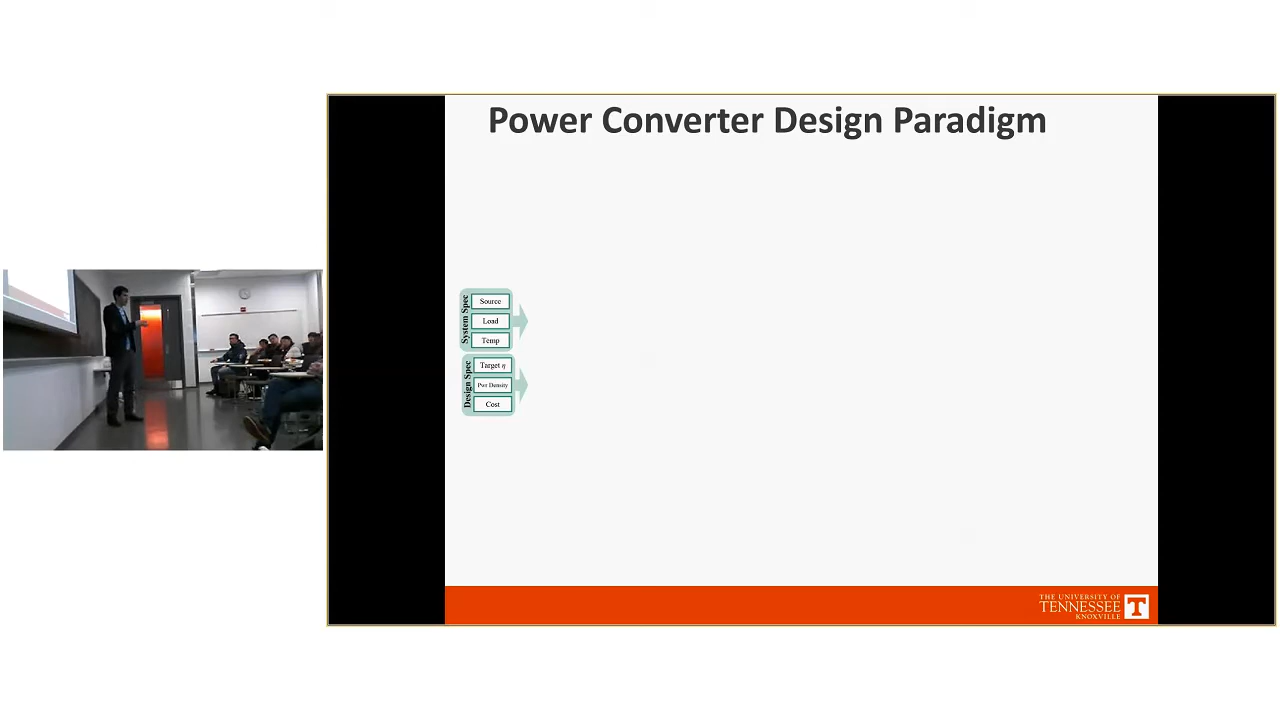 Power Converter Design Paradigm
System Spec
Source
Load
Temp
Design Spec
Target η
Pwr Density
Cost
THE UNIVERSITY OF
TENNESSEE
KNOXVILLE
T